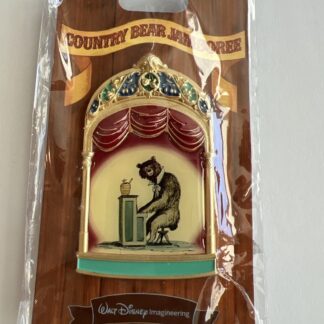 COUNTRY BEAR JAMBOREE
WALT DISNEY Imagineering